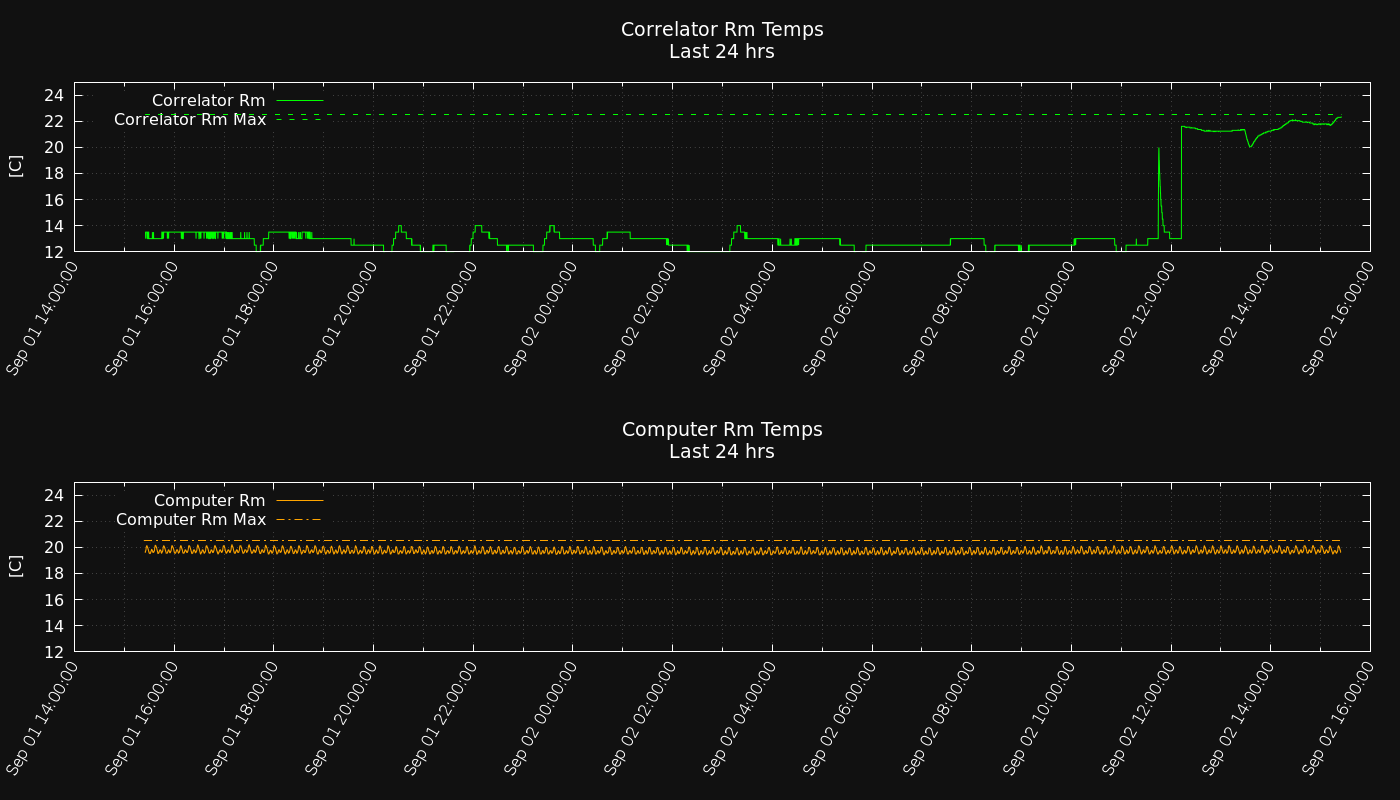 Correlator Rm Temps
Last 24 hrs
Correlator Rm
Correlator Rm Max
[C]
24
22
20
18
16
14
12
Sep 01 14:00:00
Sep 01 16:00:00
Sep 01 18:00:00
Sep 01 20:00:00
Sep 01 22:00:00
Sep 02 00:00:00
Sep 02 02:00:00
Sep 02 04:00:00
Sep 02 06:00:00
Sep 02 08:00:00
Sep 02 10:00:00
Sep 02 12:00:00
Sep 02 14:00:00
Sep 02 16:00:00
Computer Rm Temps
Last 24 hrs
Computer Rm
Computer Rm Max
[C]
24
22
20
18
16
14
12
Sep 01 14:00:00
Sep 01 16:00:00
Sep 01 18:00:00
Sep 01 20:00:00
Sep 01 22:00:00
Sep 02 00:00:00
Sep 02 02:00:00
Sep 02 04:00:00
Sep 02 06:00:00
Sep 02 08:00:00
Sep 02 10:00:00
Sep 02 12:00:00
Sep 02 14:00:00
Sep 02 16:00:00